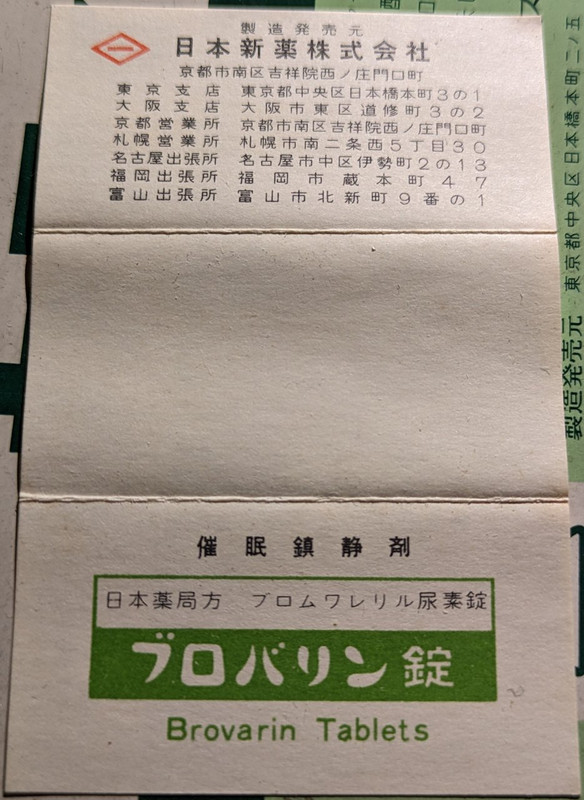 製造発売元
日本新薬株式会社
京都市南区吉祥院西ノ庄門口町
東京支店 東京都中央区日本橋本町3の1
大阪支店 大阪市東区道修町3の2
京都営業所 京都市南区吉祥院西ノ庄門口町
札幌営業所 札幌市南二条西5丁目30
名古屋出張所 名古屋市中区伊勢町2の13
福岡出張所 福岡市蔵本町47
富山出張所 富山市北新町9番の1
催眠鎮静剤
日本薬局方 ブロムワレリル尿素錠
ブロバリン錠
Brovarin Tablets
製造発売元 東京都中央区日本橋本町二ノ五